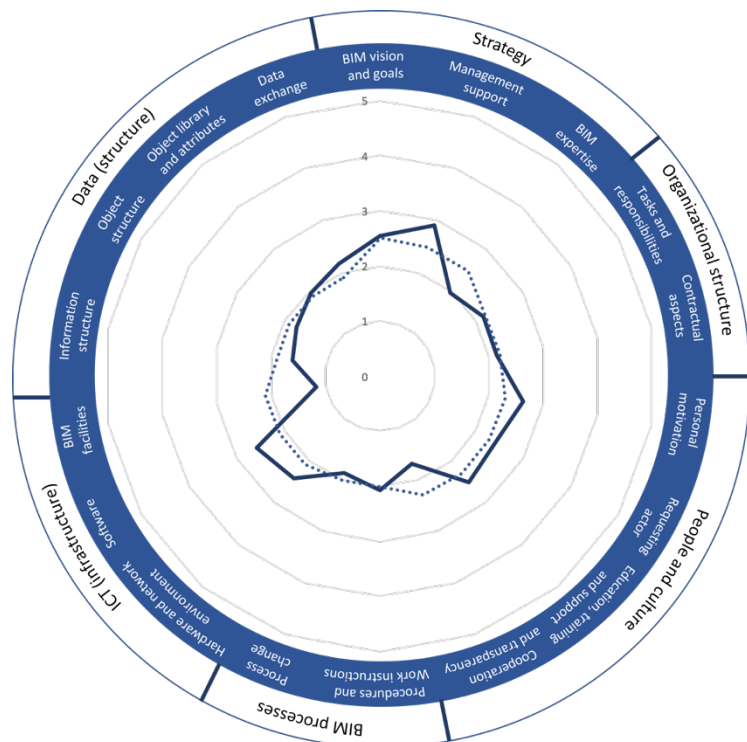 Strategy
BIM vision
and goals
Management
support
BIM
expertise
Organizational structure
Tasks and
responsibilities
Contractual
aspects
People and culture
Personal
motivation
Requesting
actor
Education, training
and support
Cooperation
and transparency
BIM processes
Procedures and
Work instructions
Process
change
ICT (infrastructure)
Hardware and network
environment
Software
BIM
facilities
Data (structure)
Information
structure
Object
structure
Object library
and attributes
Data
exchange
5
4
3
2
1
0